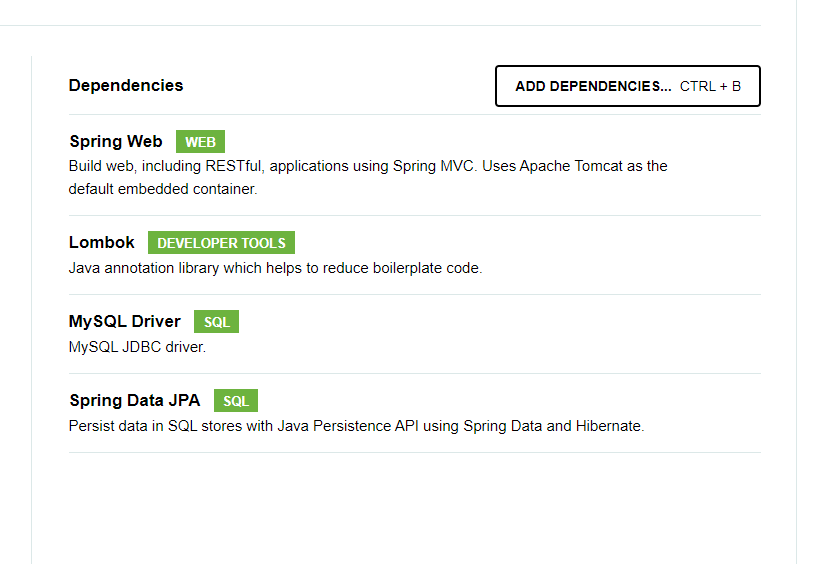 Dependencies
ADD DEPENDENCIES... CTRL + B
Spring Web WEB
Build web, including RESTful, applications using Spring MVC. Uses Apache Tomcat as the
default embedded container.
Lombok DEVELOPER TOOLS
Java annotation library which helps to reduce boilerplate code.
MySQL Driver SQL
MySQL JDBC driver.
Spring Data JPA SQL
Persist data in SQL stores with Java Persistence API using Spring Data and Hibernate.